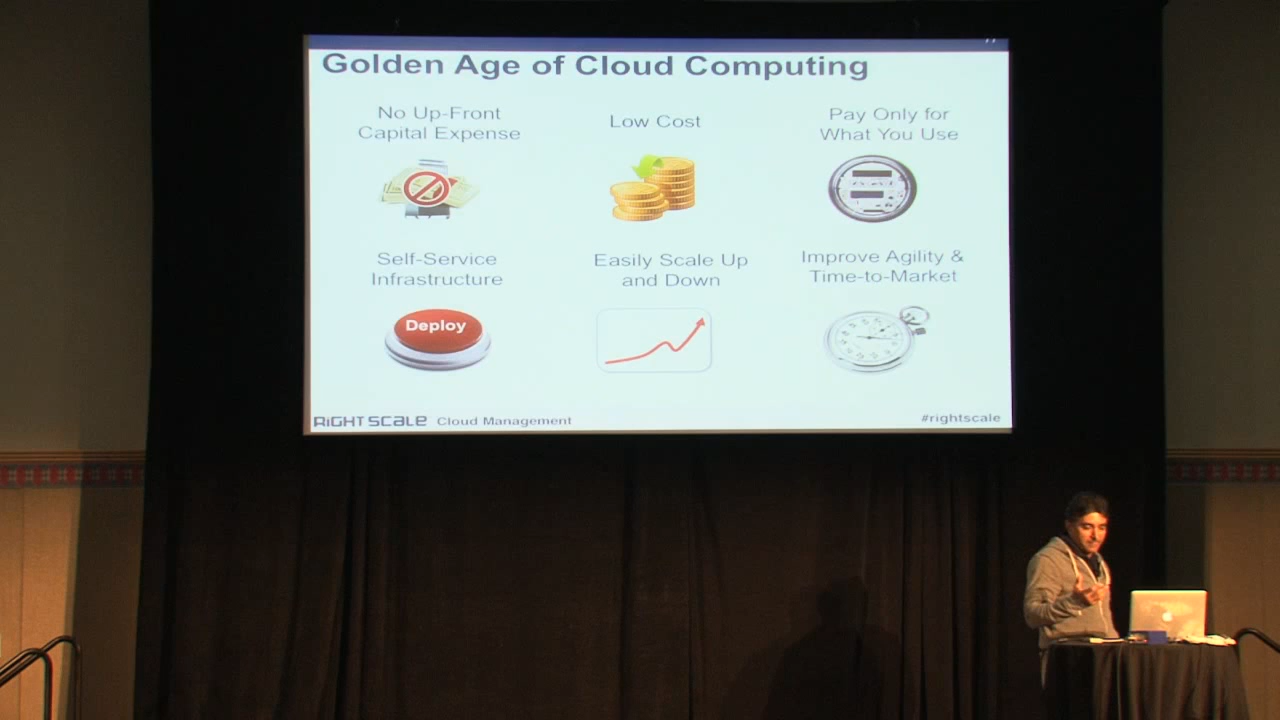 Golden Age of Cloud Computing
No Up-Front
Capital Expense
Low Cost
Pay Only for
What You Use
Self-Service
Infrastructure
Easily Scale Up
and Down
Improve Agility &
Time-to-Market
Deploy
RIGHTSCALE Cloud Management
#rightscale